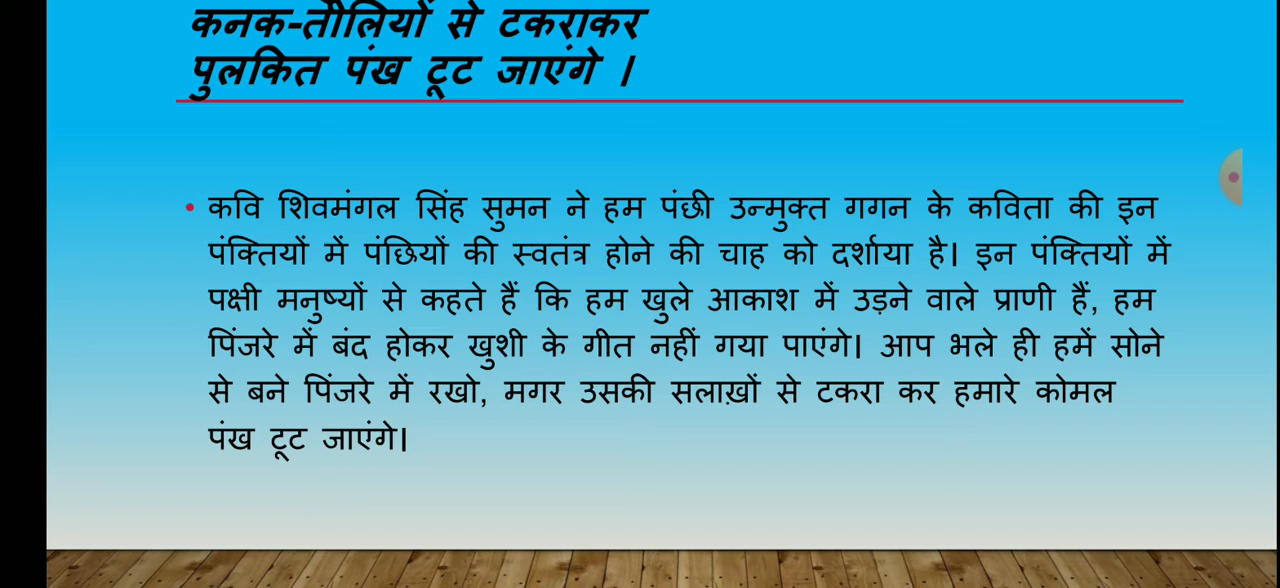 कनक-तीलियों से टकराकर
पुलकित पंख टूट जाएंगे ।
• कवि शिवमंगल सिंह सुमन ने हम पंछी उन्मुक्त गगन के कविता की इन
पंक्तियों में पंछियों की स्वतंत्र होने की चाह को दर्शाया है। इन पंक्तियों में
पक्षी मनुष्यों से कहते हैं कि हम खुले आकाश में उड़ने वाले प्राणी हैं, हम
पिंजरे में बंद होकर खुशी के गीत नहीं गया पाएंगे। आप भले ही हमें सोने
से बने पिंजरे में रखो, मगर उसकी सलाख़ों से टकरा कर हमारे कोमल
पंख टूट जाएंगे।